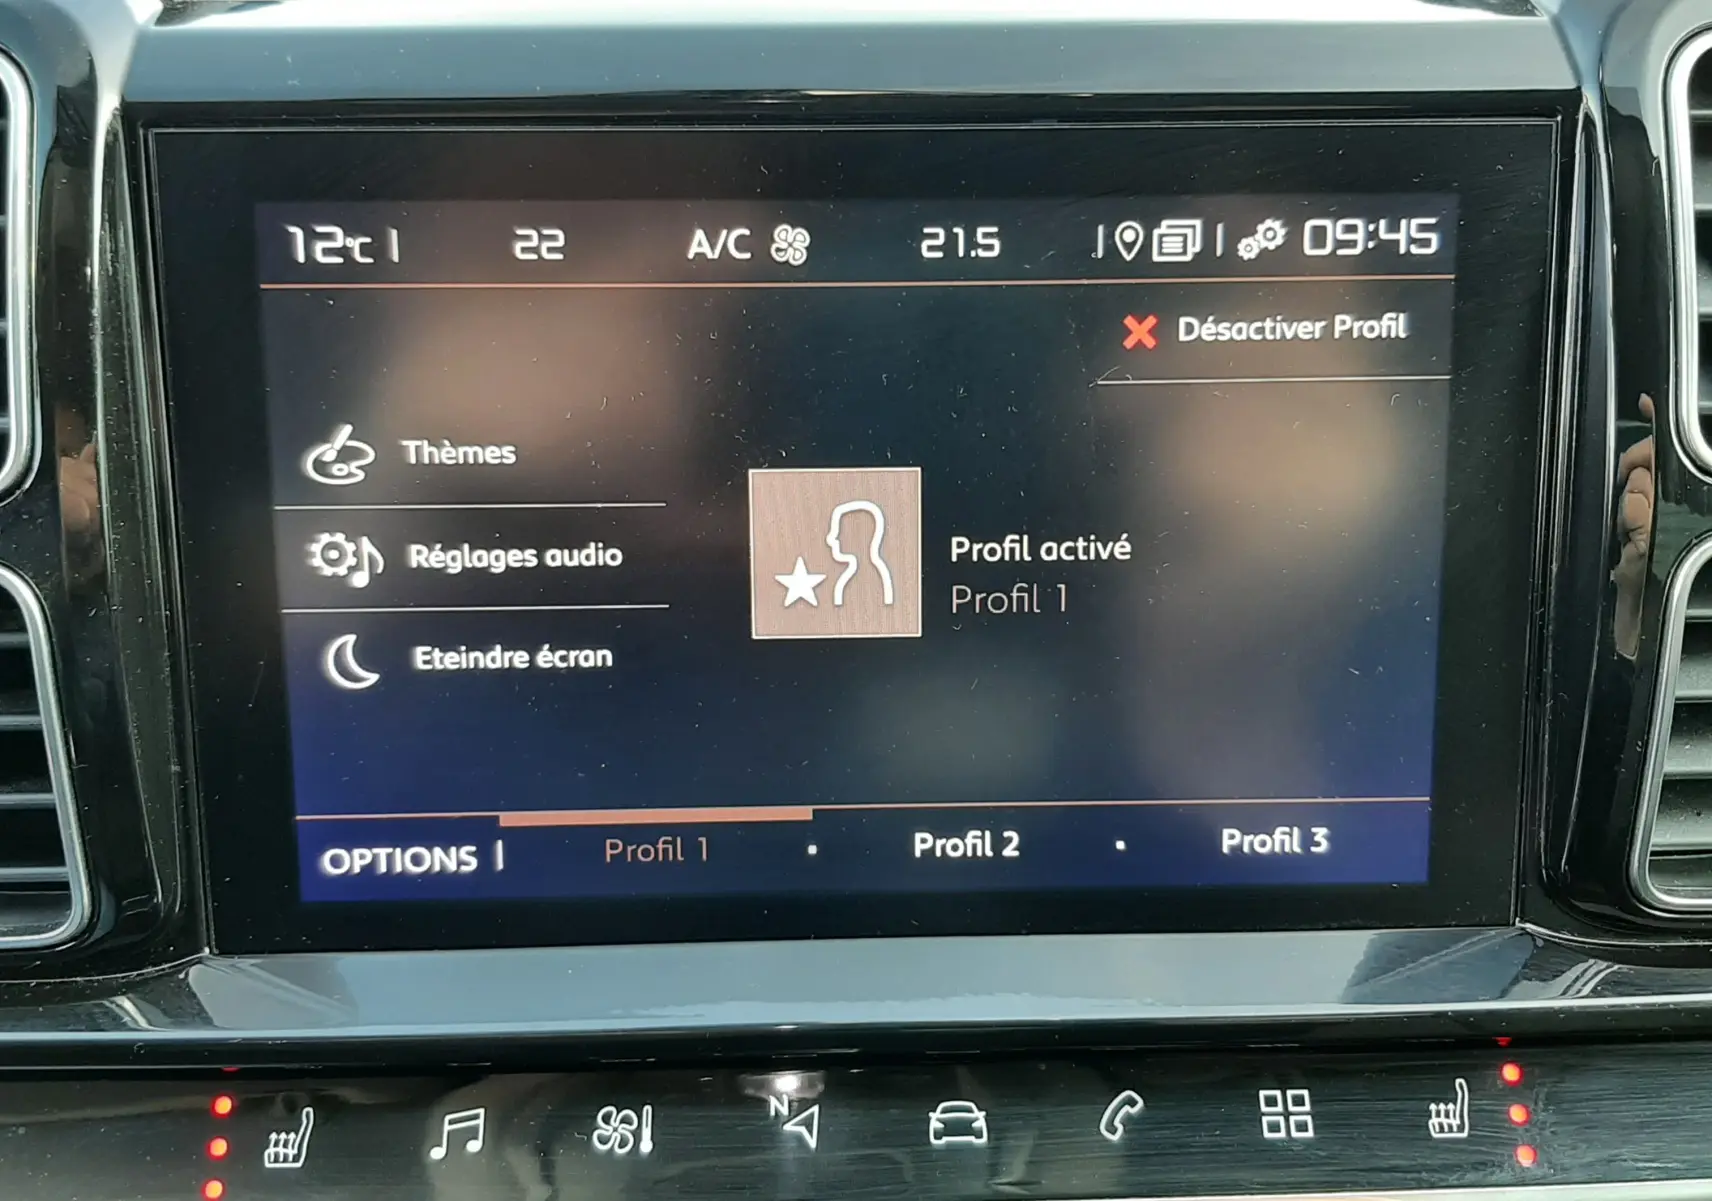 12°C 22 A/C 21.5 09:45
Désactiver Profil
Thèmes
Réglages audio
Eteindre écran
Profil activé
Profil 1
OPTIONS Profil 1 Profil 2 Profil 3
N